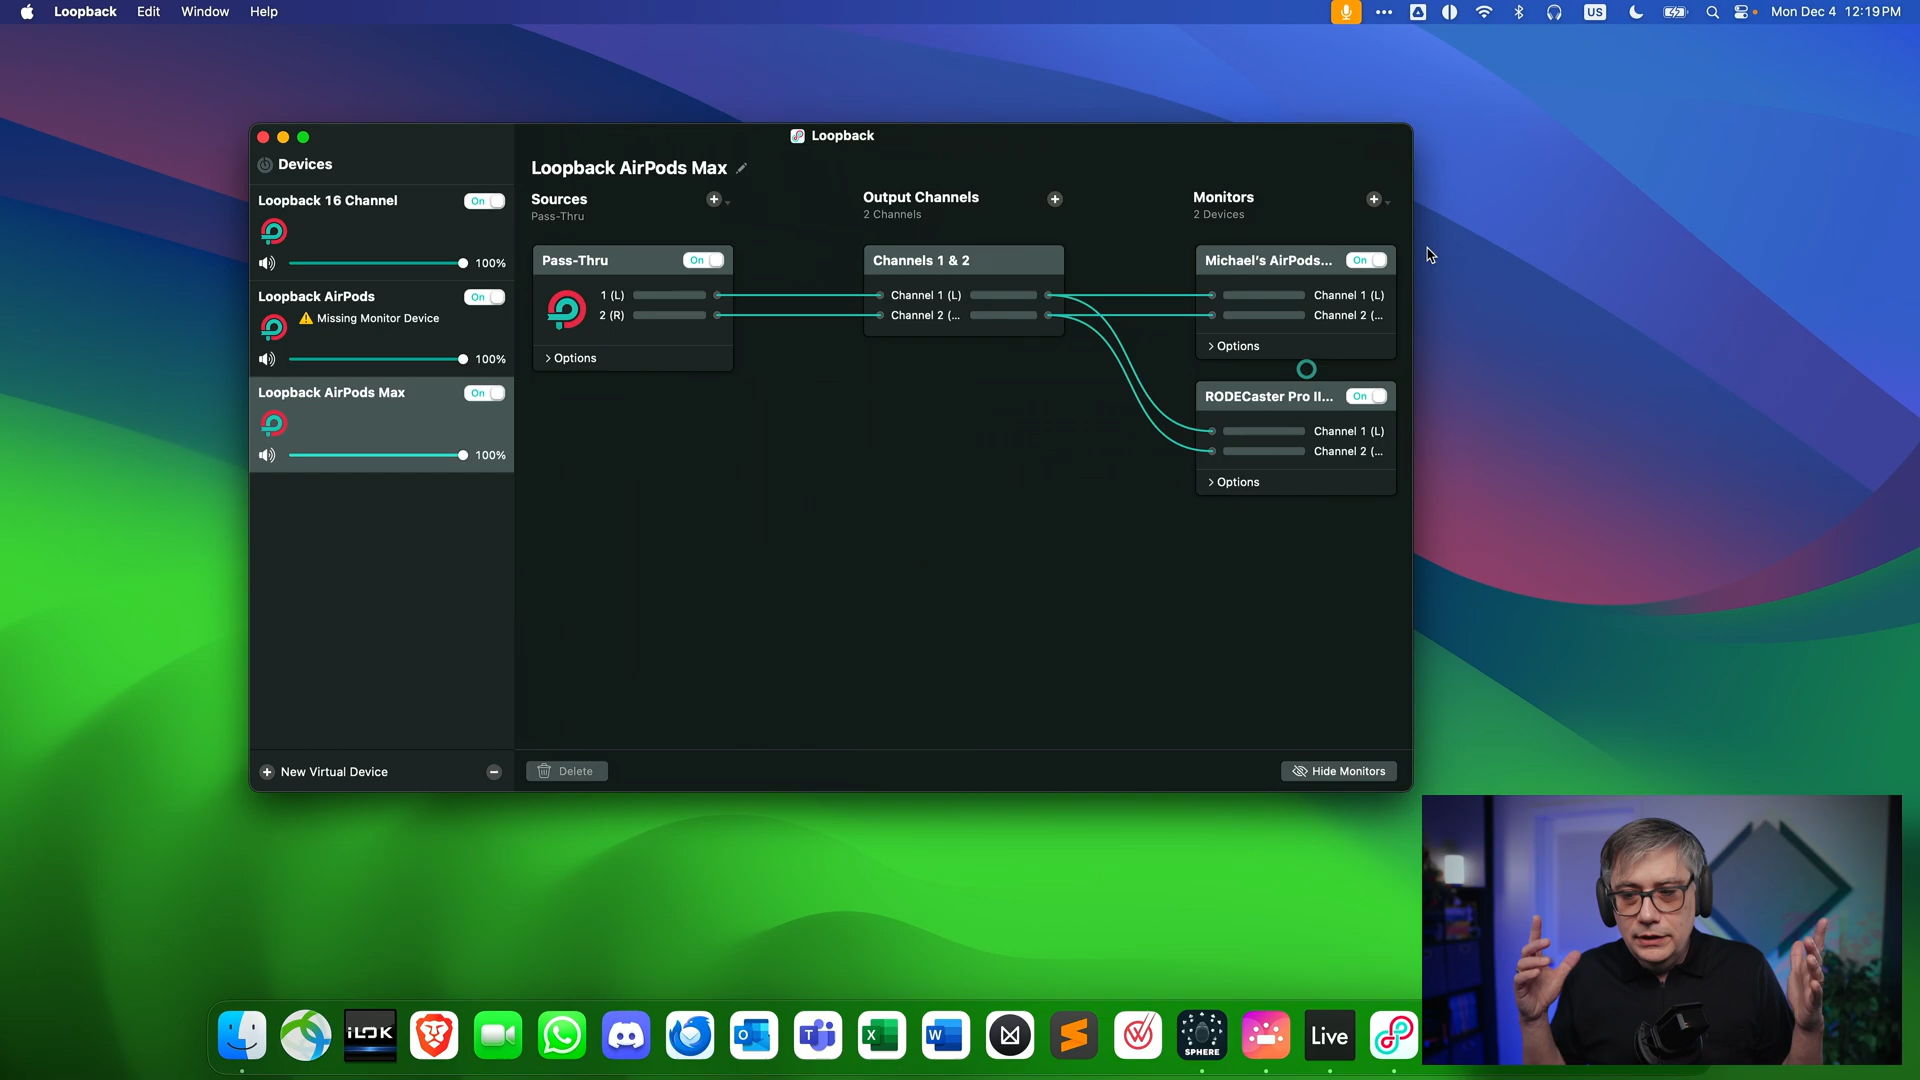 Loopback Edit Window Help
US
Mon Dec 4 12:19 PM
Loopback
Devices
Loopback 16 Channel On
100%
Loopback AirPods On
Missing Monitor Device
100%
Loopback AirPods Max On
100%
New Virtual Device
Loopback AirPods Max
Sources
Pass-Thru
Pass-Thru On
1 (L)
2 (R)
Options
Output Channels
2 Channels
Channels 1 & 2
Channel 1 (L)
Channel 2 (...
Monitors
2 Devices
Michael's AirPods... On
Channel 1 (L)
Channel 2 (...
Options
RODECaster Pro II... On
Channel 1 (L)
Channel 2 (...
Options
Delete
Hide Monitors
iLOK
SPHERE
Live